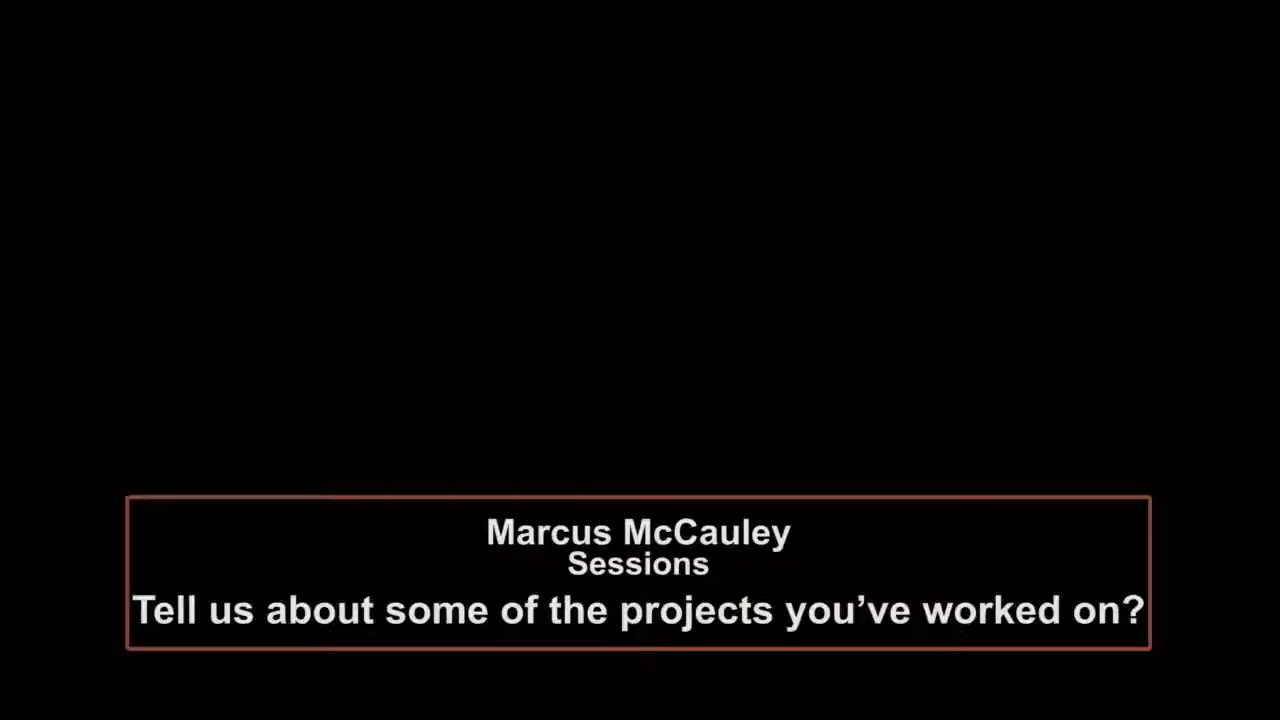 Marcus McCauley
Sessions
Tell us about some of the projects you’ve worked on?